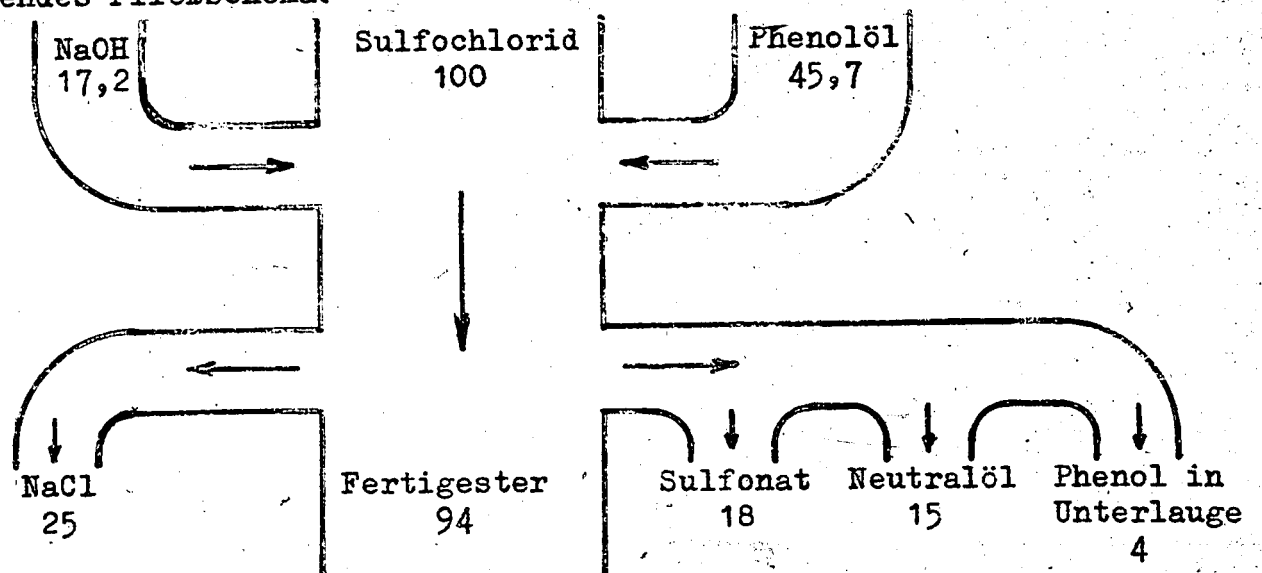 NaOH
17,2
Sulfochlorid
100
Phenolöl
45,7
NaCl
25
Fertigester
94
Sulfonat
18
Neutralöl
15
Phenol in
Unterlauge
4